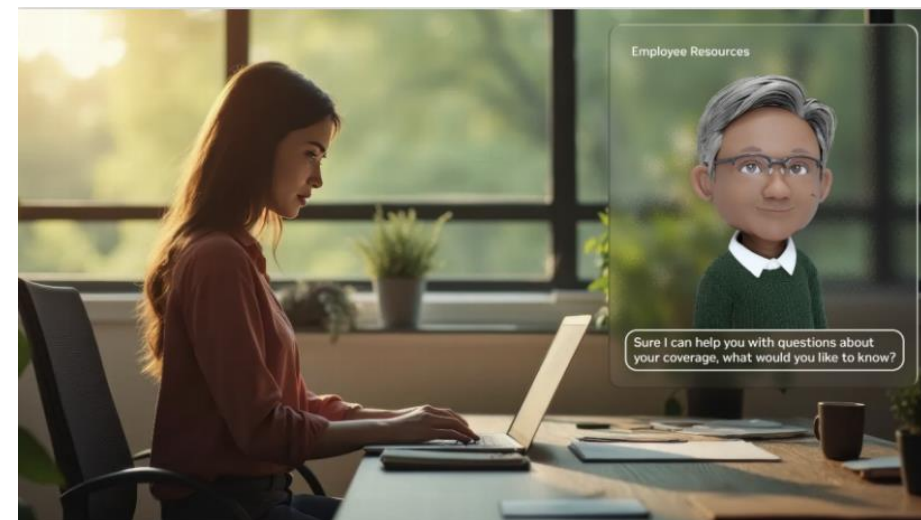 Employee Resources
Sure I can help you with questions about
your coverage, what would you like to know?